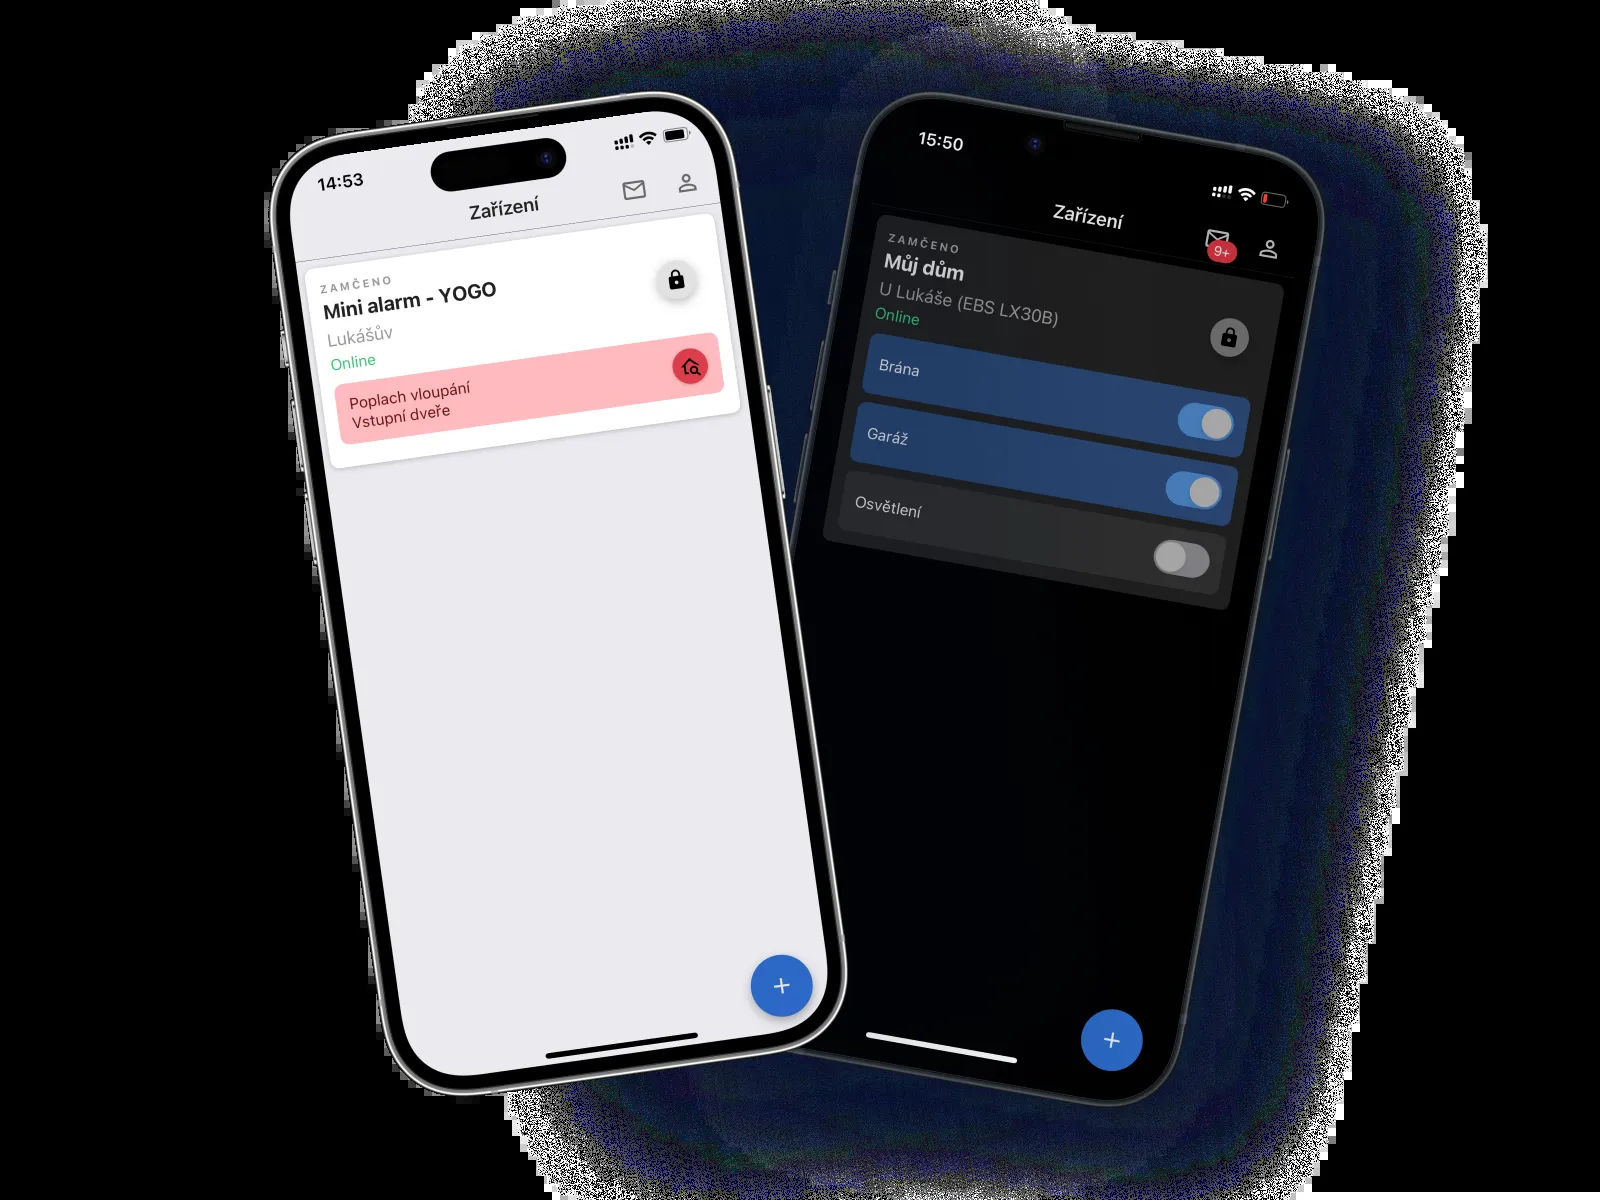 14:53
Zařízení
ZAMČENO
Mini alarm - YOGO
Lukášův
Online
Poplach vloupání
Vstupní dveře
15:50
Zařízení
9+
ZAMČENO
Můj dům
U Lukáše (EBS LX30B)
Online
Brána
Garáž
Osvětlení